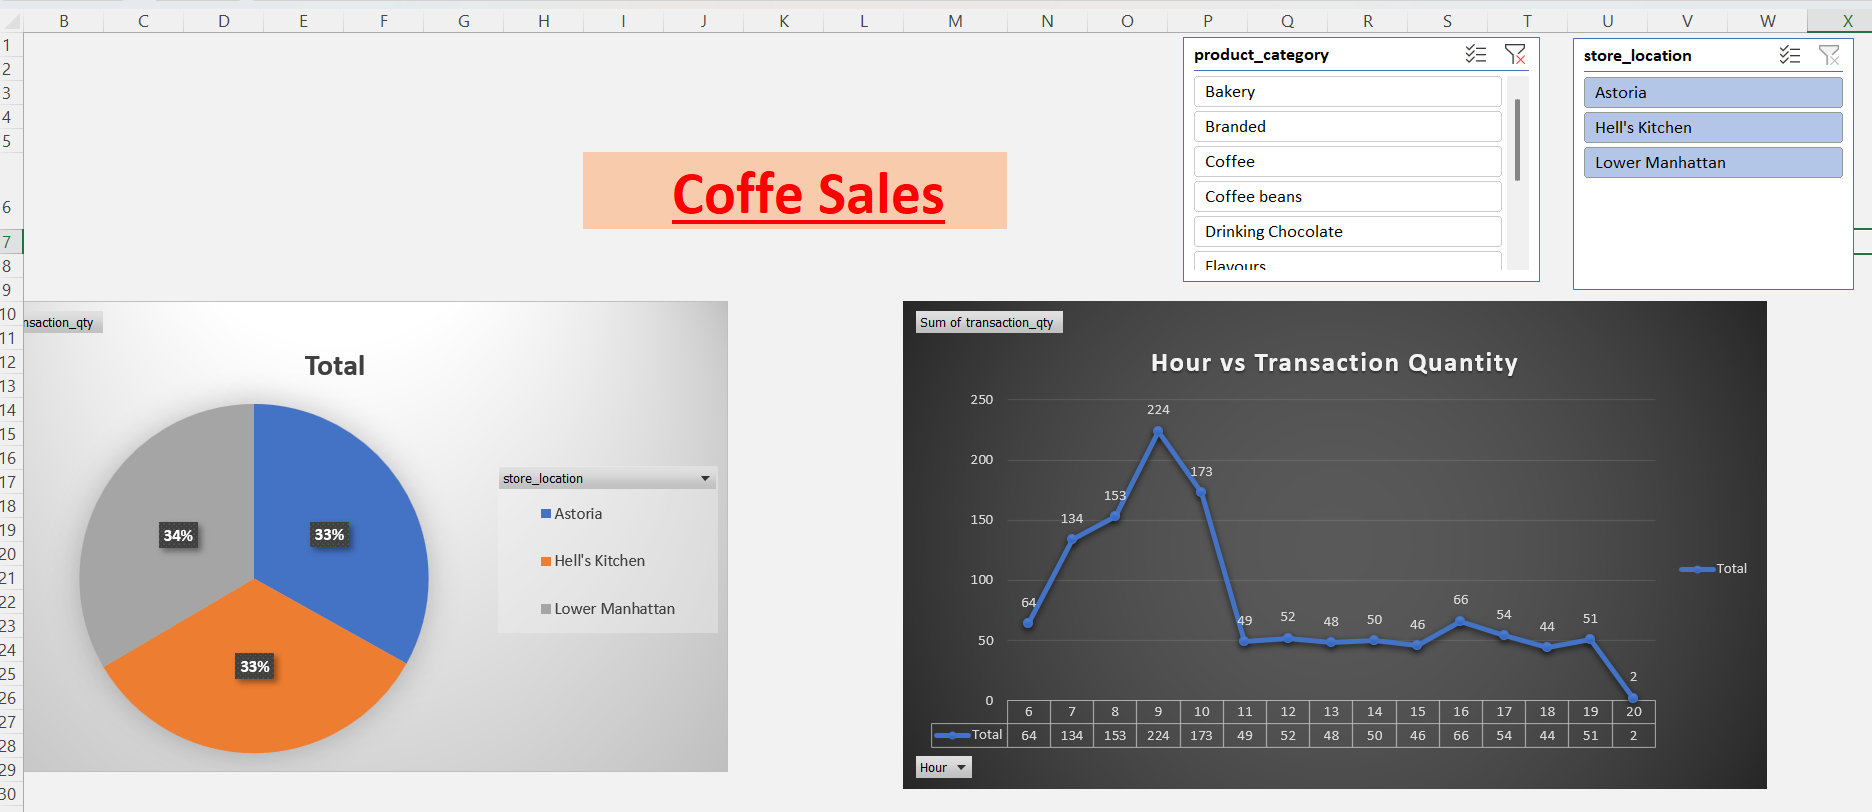 B C D E F G H I J K L M N O P Q R S T U V W X
1
2
3
4
5
6
7
8
9
10
11
12
13
14
15
16
17
18
19
20
21
22
23
24
25
26
27
28
29
30
product_category
Bakery
Branded
Coffee
Coffee beans
Drinking Chocolate
Flavours
store_location
Astoria
Hell's Kitchen
Lower Manhattan
Coffe Sales
nsaction_qty
Total
34%
33%
33%
store_location
Astoria
Hell's Kitchen
Lower Manhattan
Sum of transaction_qty
Hour vs Transaction Quantity
250
200
150
100
50
0
64
134
153
224
173
49
52
48
50
46
66
54
44
51
2
Total
6 7 8 9 10 11 12 13 14 15 16 17 18 19 20
Total 64 134 153 224 173 49 52 48 50 46 66 54 44 51 2
Hour